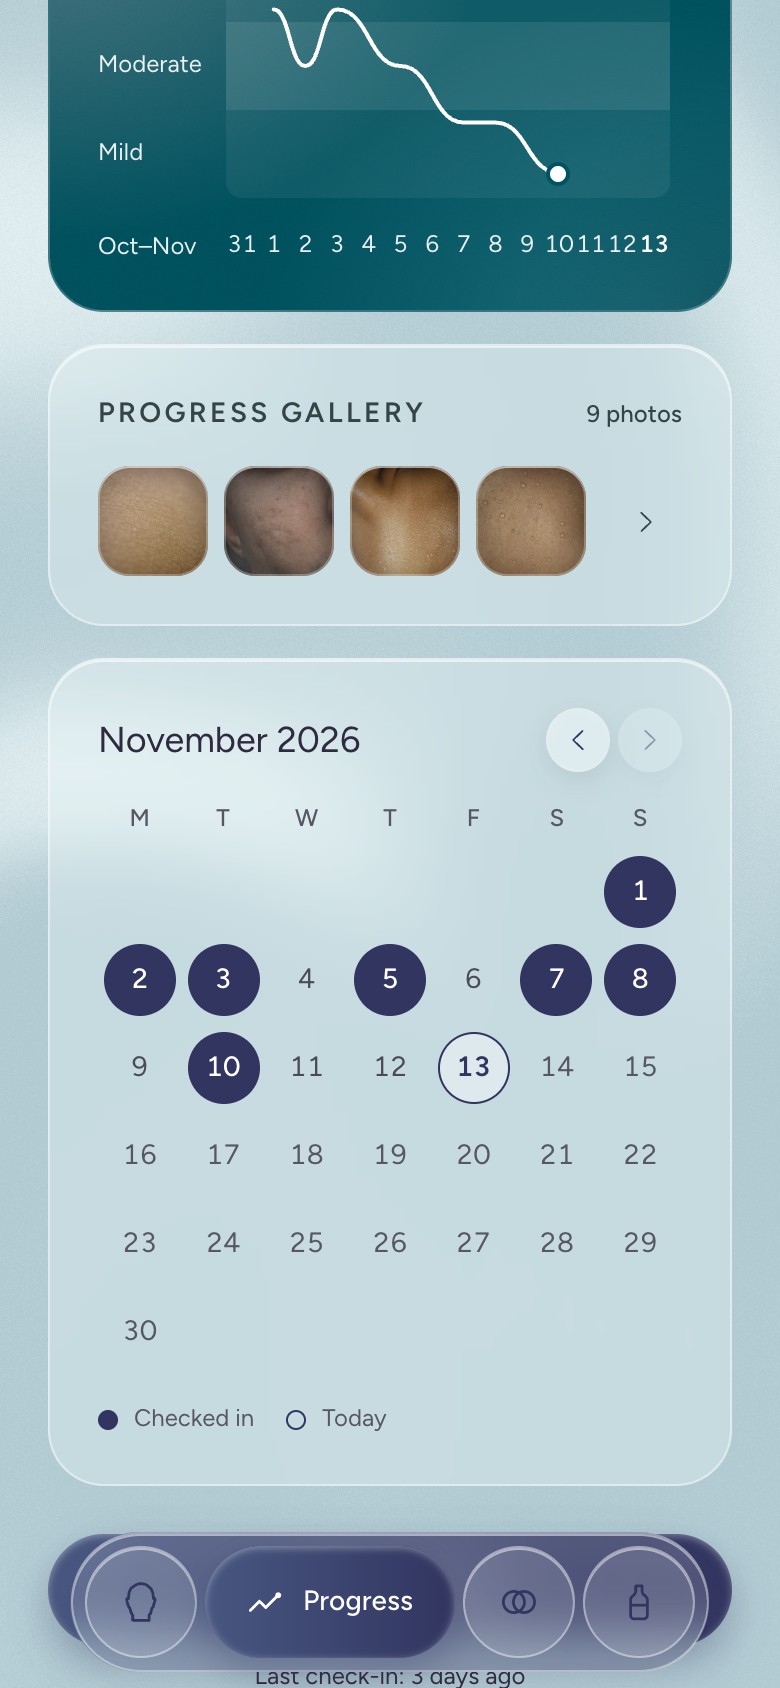 Moderate
Mild
Oct–Nov 31 1 2 3 4 5 6 7 8 9 10 11 12 13
PROGRESS GALLERY 9 photos
November 2026
M T W T F S S
1
2 3 4 5 6 7 8
9 10 11 12 13 14 15
16 17 18 19 20 21 22
23 24 25 26 27 28 29
30
Checked in Today
Progress
Last check-in: 3 days ago